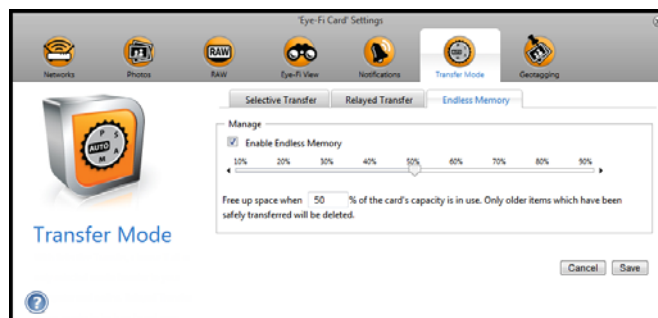 'Eye-Fi Card' Settings
Networks
Photos
RAW
RAW
Eye-Fi View
Notifications
Transfer Mode
Geotagging
Selective Transfer
Relayed Transfer
Endless Memory
P
S
AUTO
A
M
Transfer Mode
Manage
Enable Endless Memory
10% 20% 30% 40% 50% 60% 70% 80% 90%
Free up space when 50 % of the card's capacity is in use. Only older items which have been
safely transferred will be deleted.
Cancel
Save
?